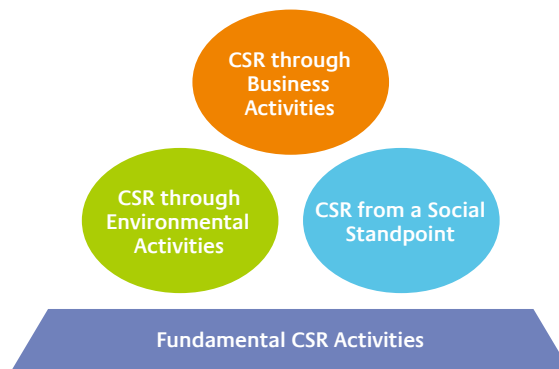 CSR through
Business
Activities
CSR through
Environmental
Activities
CSR from a Social
Standpoint
Fundamental CSR Activities